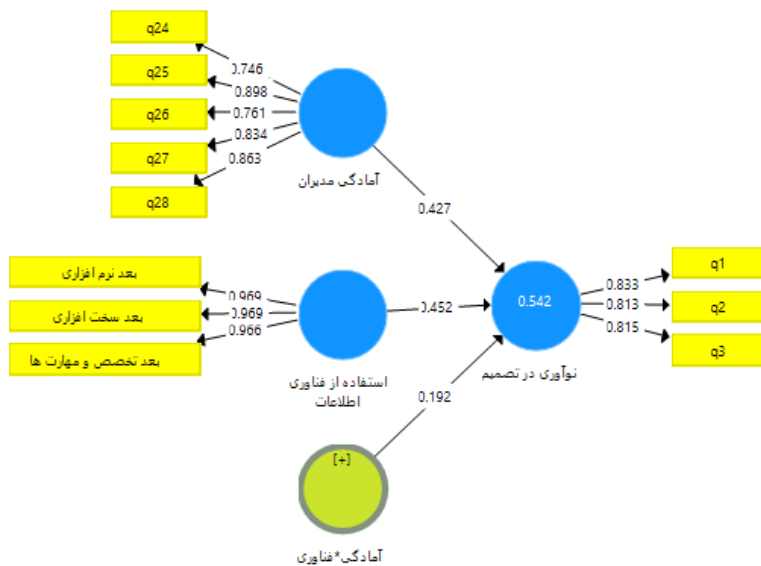 q24
q25
q26
q27
q28
0.746
0.898
0.761
0.834
0.863
آمادگی مدیران
0.427
بعد نرم افزاری
بعد سخت افزاری
بعد تخصص و مهارت ها
0.969
0.969
0.966
استفاده از فناوری
اطلاعات
0.452
0.542
نوآوری در تصمیم
0.833
0.813
0.815
q1
q2
q3
0.192
[+]
آمادگی*فناوری